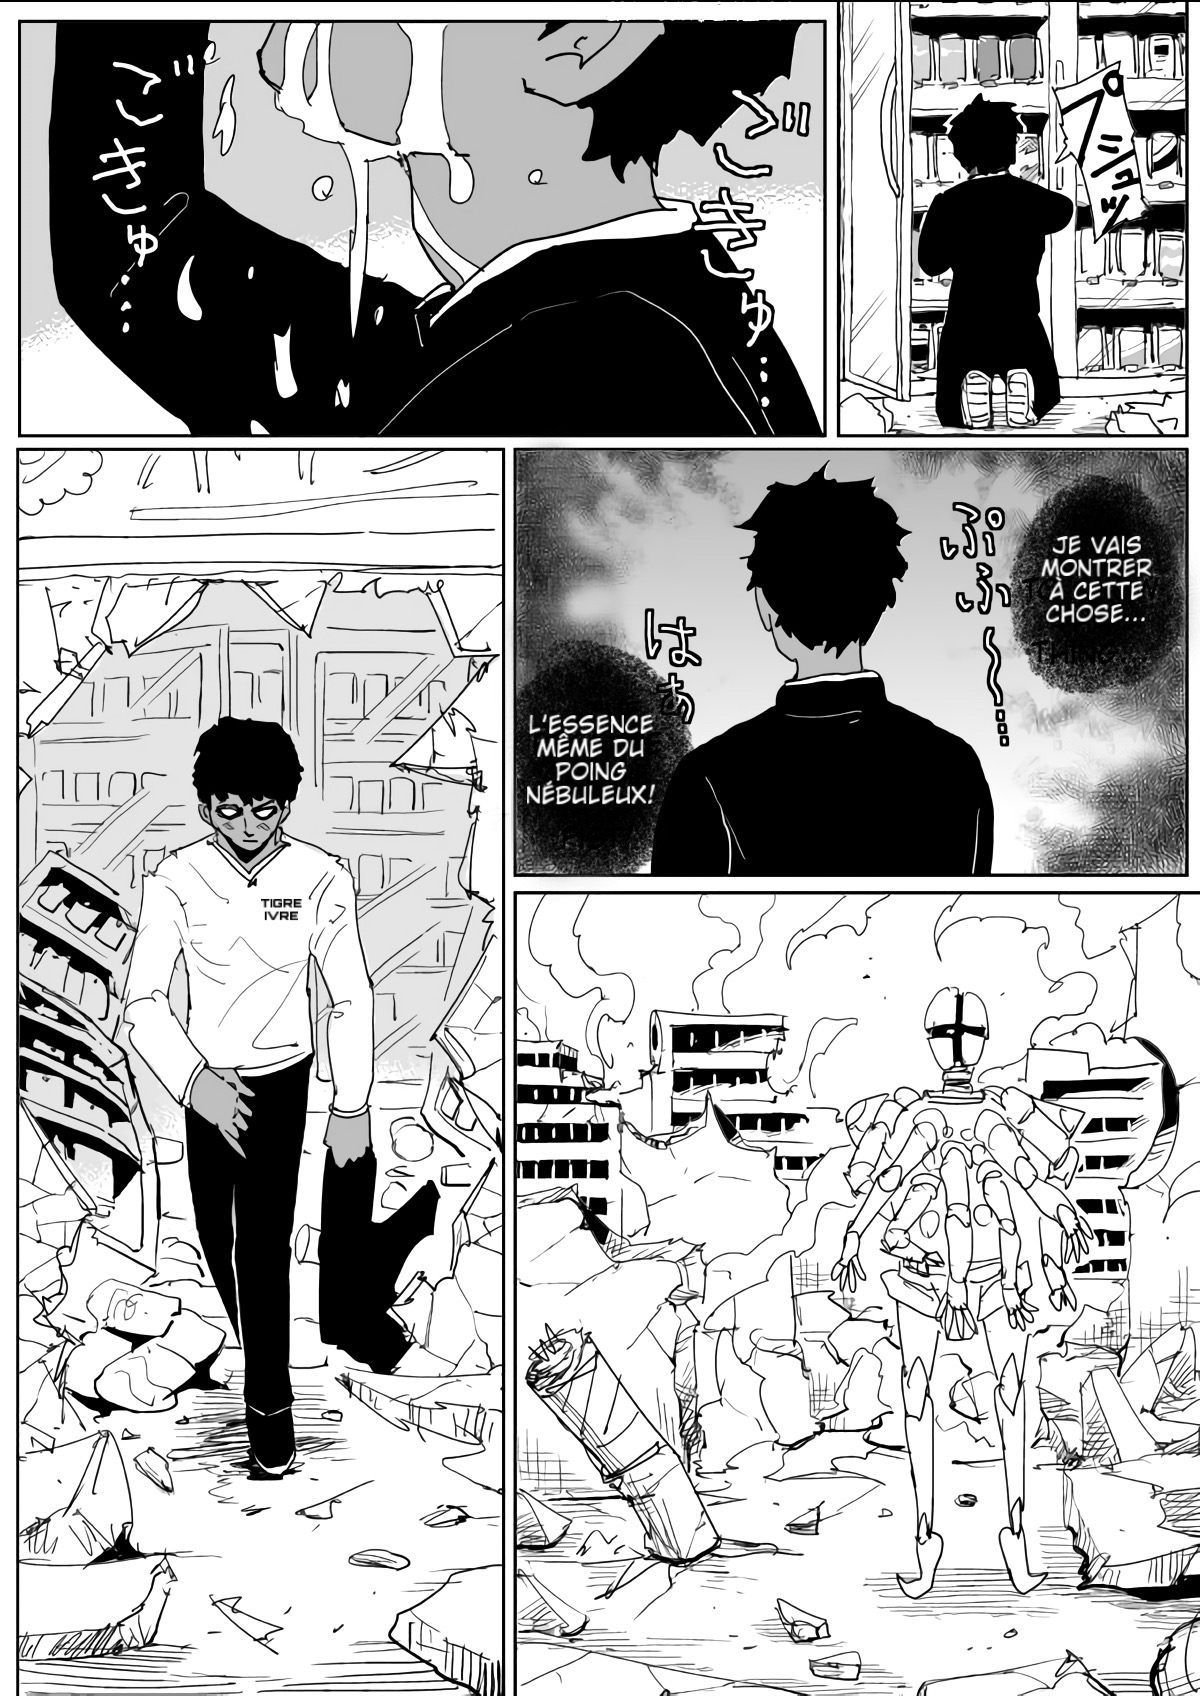 プシュッ
ごきゅ...
ごきゅ...
JE VAIS
MONTRER
À CETTE
CHOSE...
ぷふ〜...
はぁ
L'ESSENCE
MÊME DU
POING
NÉBULEUX!
TIGRE
IVRE